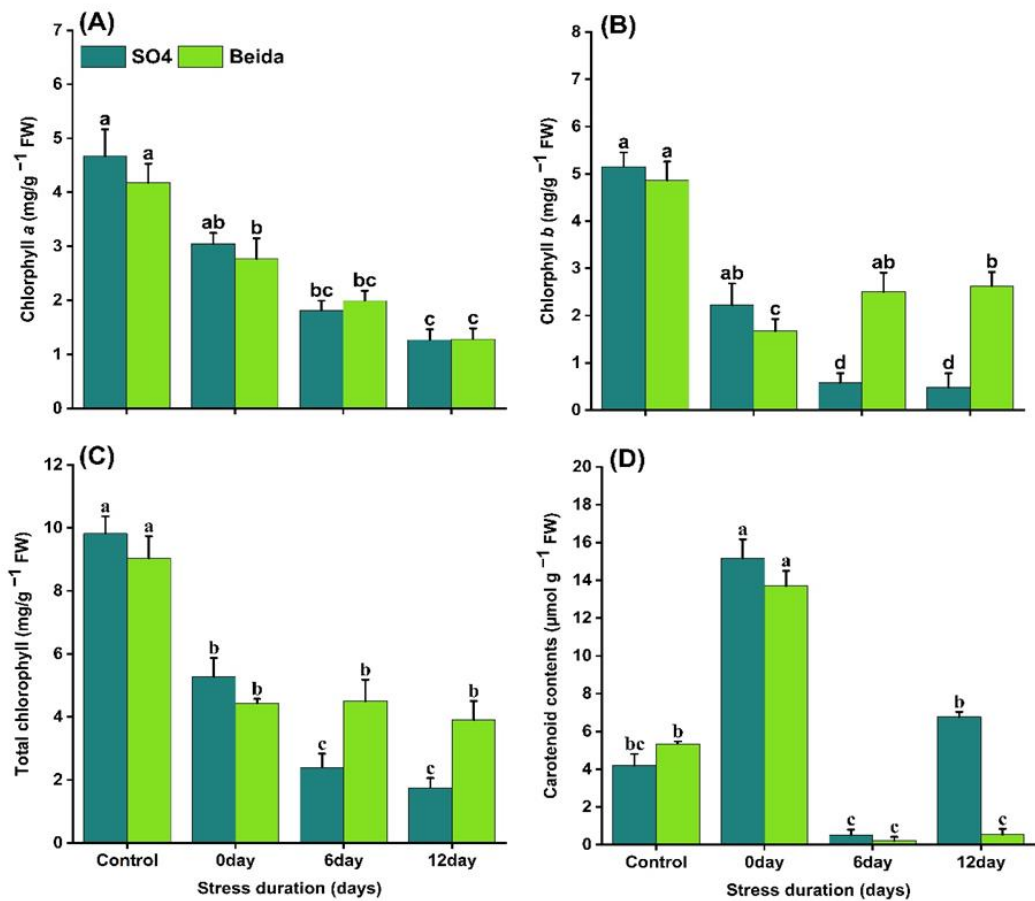 (A)
SO4 Beida
Chlorphyll a (mg/g ⁻¹ FW)
7
6
5
4
3
2
1
0
a
a
ab
b
bc
bc
c
c
(B)
Chlorphyll b (mg/g ⁻¹ FW)
8
7
6
5
4
3
2
1
0
a
a
ab
c
d
ab
d
b
(C)
Total chlorophyll (mg/g ⁻¹ FW)
12
10
8
6
4
2
0
a
a
b
b
c
b
c
b
Control 0day 6day 12day
Stress duration (days)
(D)
Carotenoid contents (µmol g ⁻¹ FW)
20
18
16
14
12
10
8
6
4
2
0
bc
b
a
a
c
c
b
c
Control 0day 6day 12day
Stress duration (days)